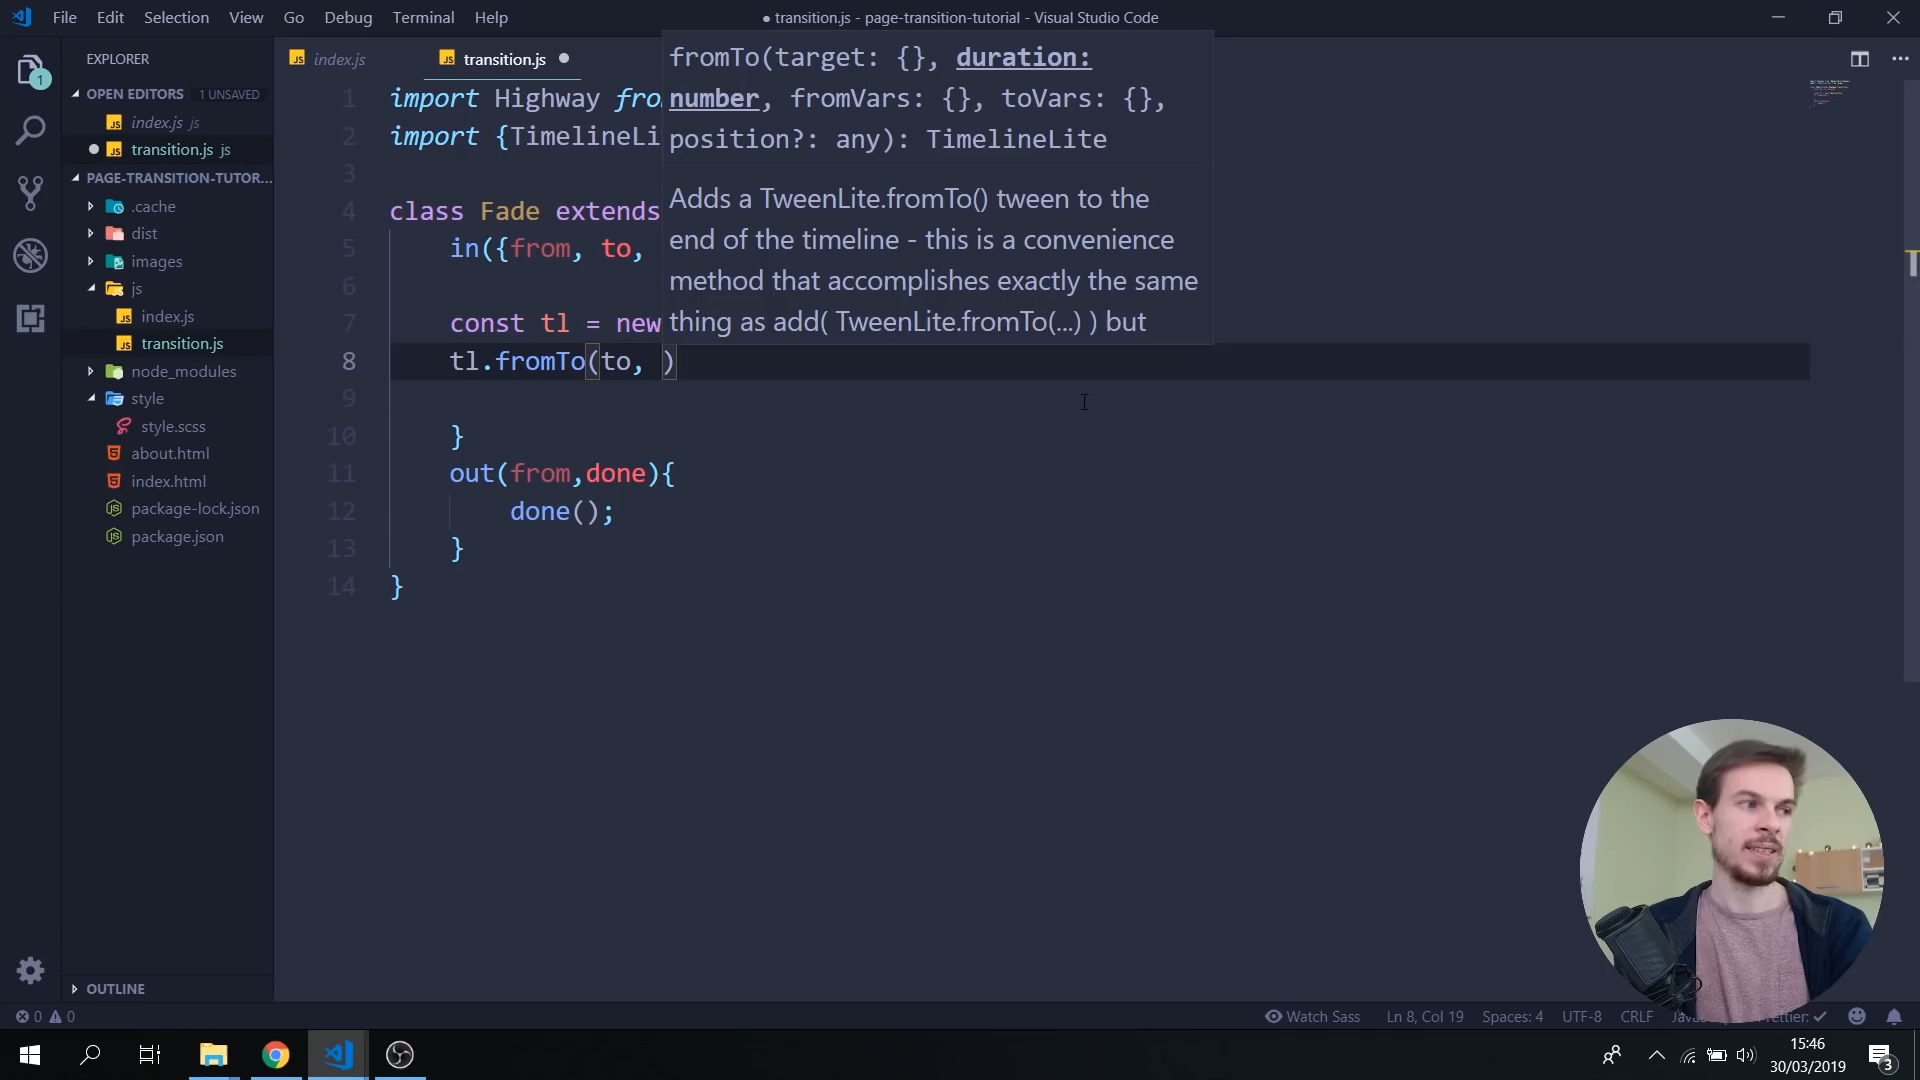 File Edit Selection View Go Debug Terminal Help
● transition.js - page-transition-tutorial - Visual Studio Code
EXPLORER
OPEN EDITORS 1 UNSAVED
index.js js
transition.js js
PAGE-TRANSITION-TUTOR...
.cache
dist
images
js
index.js
transition.js
node_modules
style
style.scss
about.html
index.html
package-lock.json
package.json
OUTLINE
1
index.js
transition.js ●
fromTo(target: {}, duration:
number, fromVars: {}, toVars: {},
position?: any): TimelineLite
Adds a TweenLite.fromTo() tween to the
end of the timeline - this is a convenience
method that accomplishes exactly the same
thing as add( TweenLite.fromTo(...) ) but
1 import Highway fro
2 import {TimelineLi
3
4 class Fade extends
5 in({from, to,
6
7 const tl = new
8 tl.fromTo(to, )
9
10 }
11 out(from,done){
12 done();
13 }
14 }
0 0
Watch Sass Ln 8, Col 19 Spaces: 4 UTF-8 CRLF
15:46
30/03/2019
3